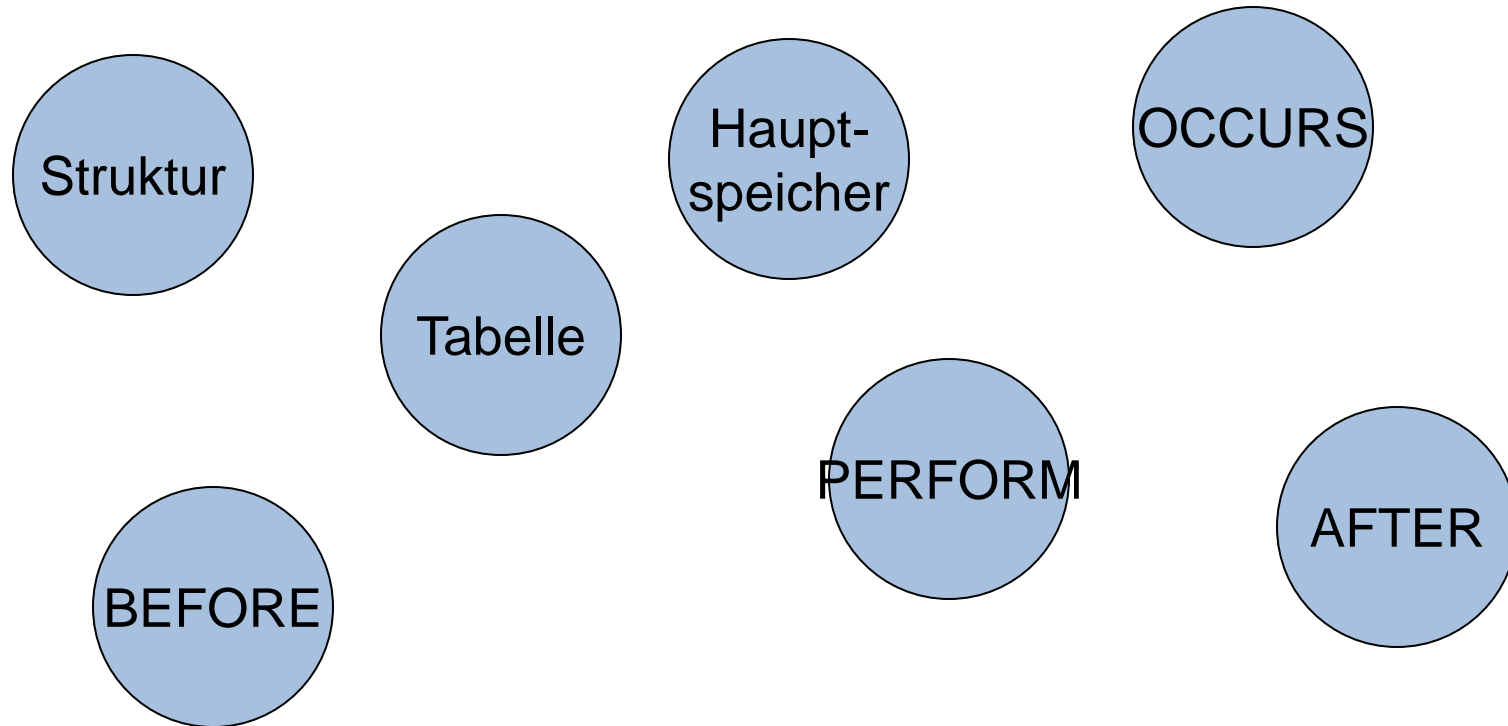 Struktur
Haupt-
speicher
OCCURS
Tabelle
PERFORM
AFTER
BEFORE